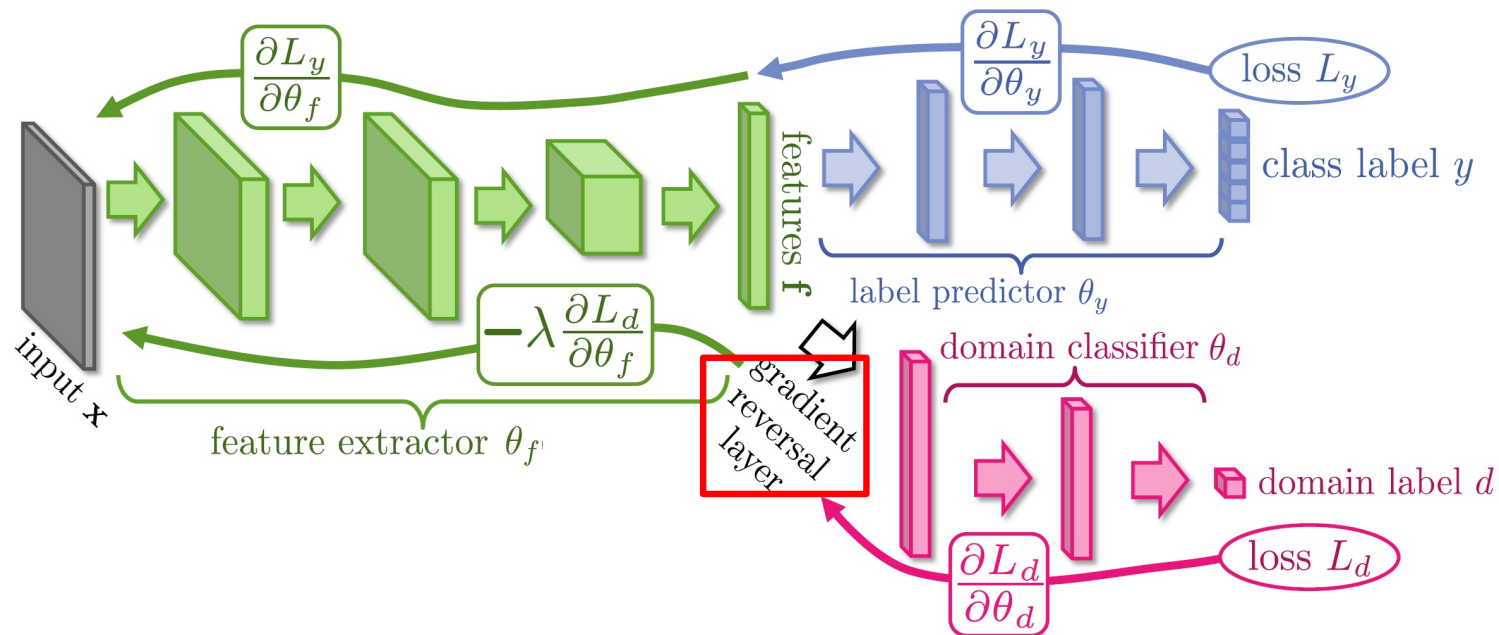 ∂L_y
∂θ_f
∂L_y
∂θ_y
loss L_y
features f
class label y
label predictor θ_y
input x
−λ ∂L_d
∂θ_f
feature extractor θ_f
gradient
reversal
layer
domain classifier θ_d
domain label d
∂L_d
∂θ_d
loss L_d